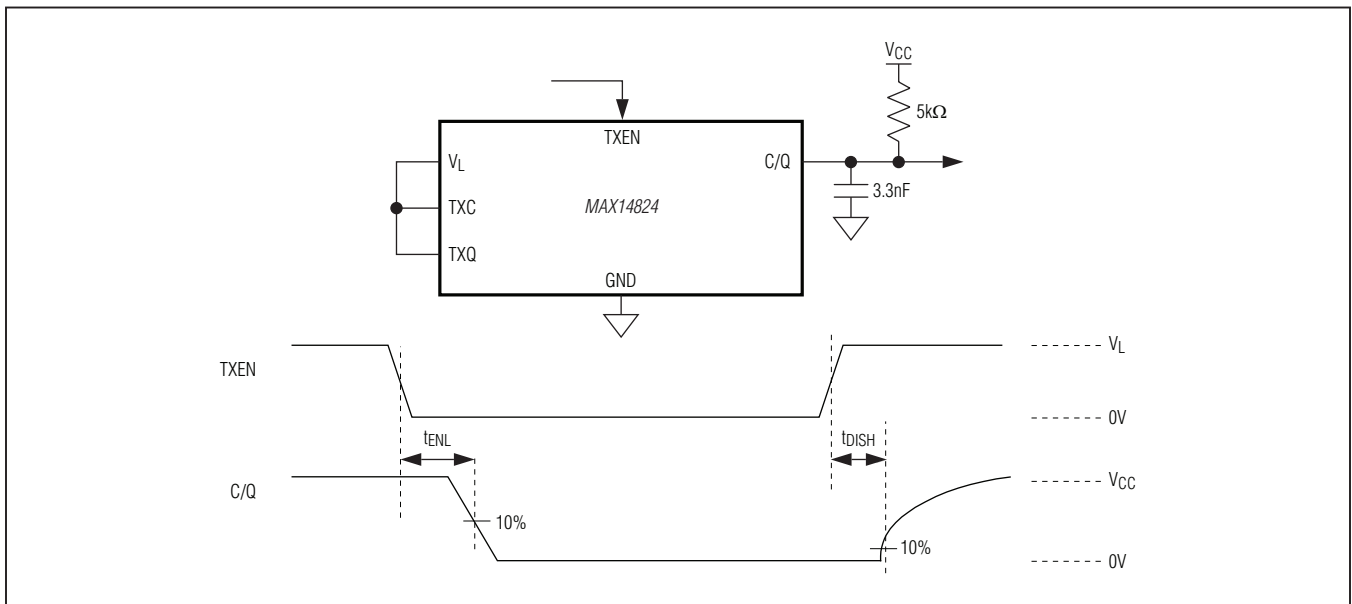 VCC
5kΩ
TXEN
VL
C/Q
3.3nF
TXC
MAX14824
TXQ
GND
VL
TXEN
0V
tENL
tDISH
VCC
C/Q
10%
10%
0V